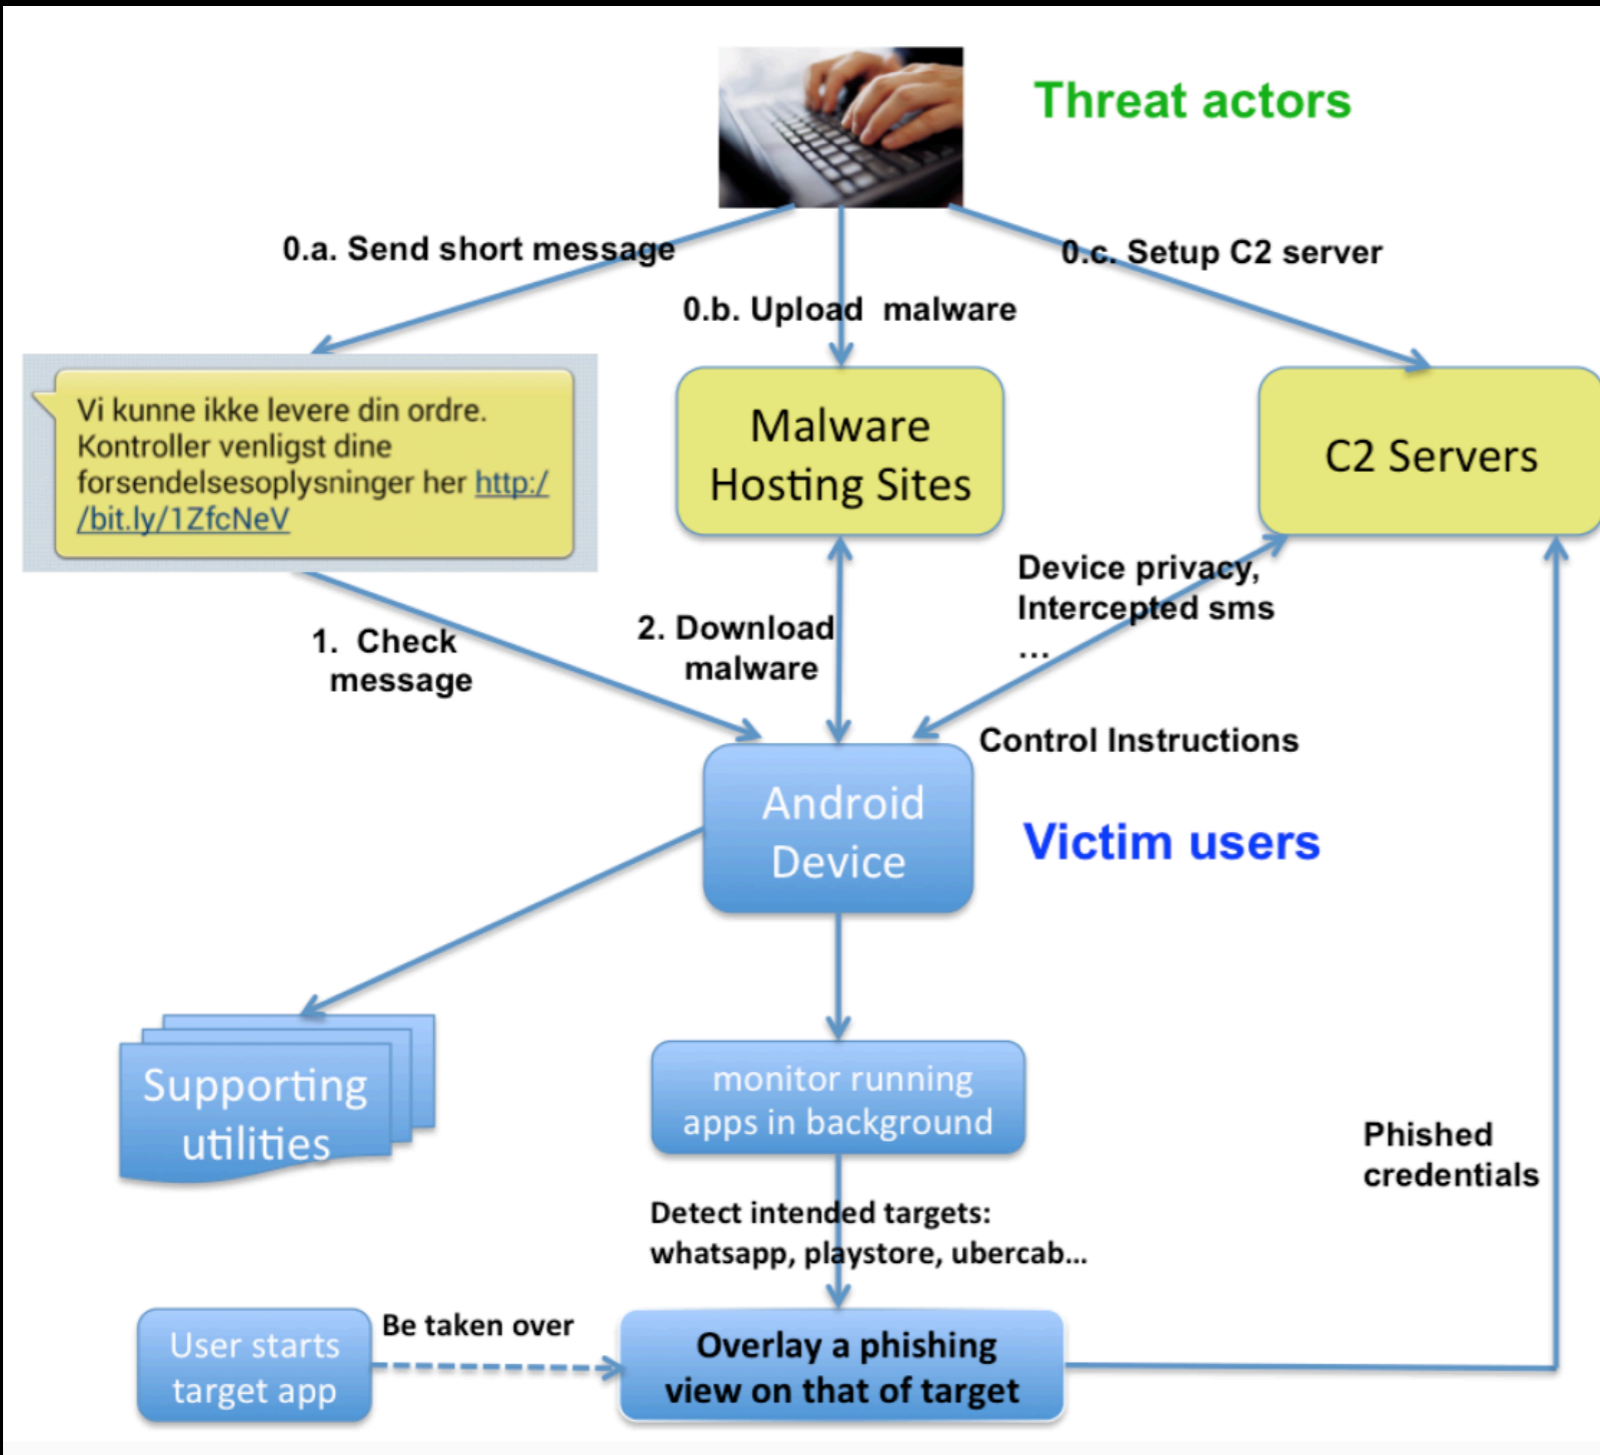 Threat actors
0.a. Send short message
0.c. Setup C2 server
0.b. Upload malware
Vi kunne ikke levere din ordre.
Kontroller venligst dine
forsendelsesoplysninger her http:/
/bit.ly/1ZfcNeV
Malware
Hosting Sites
C2 Servers
Device privacy,
Intercepted sms
...
1. Check
message
2. Download
malware
Control Instructions
Android
Device
Victim users
Supporting
utilities
monitor running
apps in background
Phished
credentials
Detect intended targets:
whatsapp, playstore, ubercab...
User starts
target app
Be taken over
Overlay a phishing
view on that of target